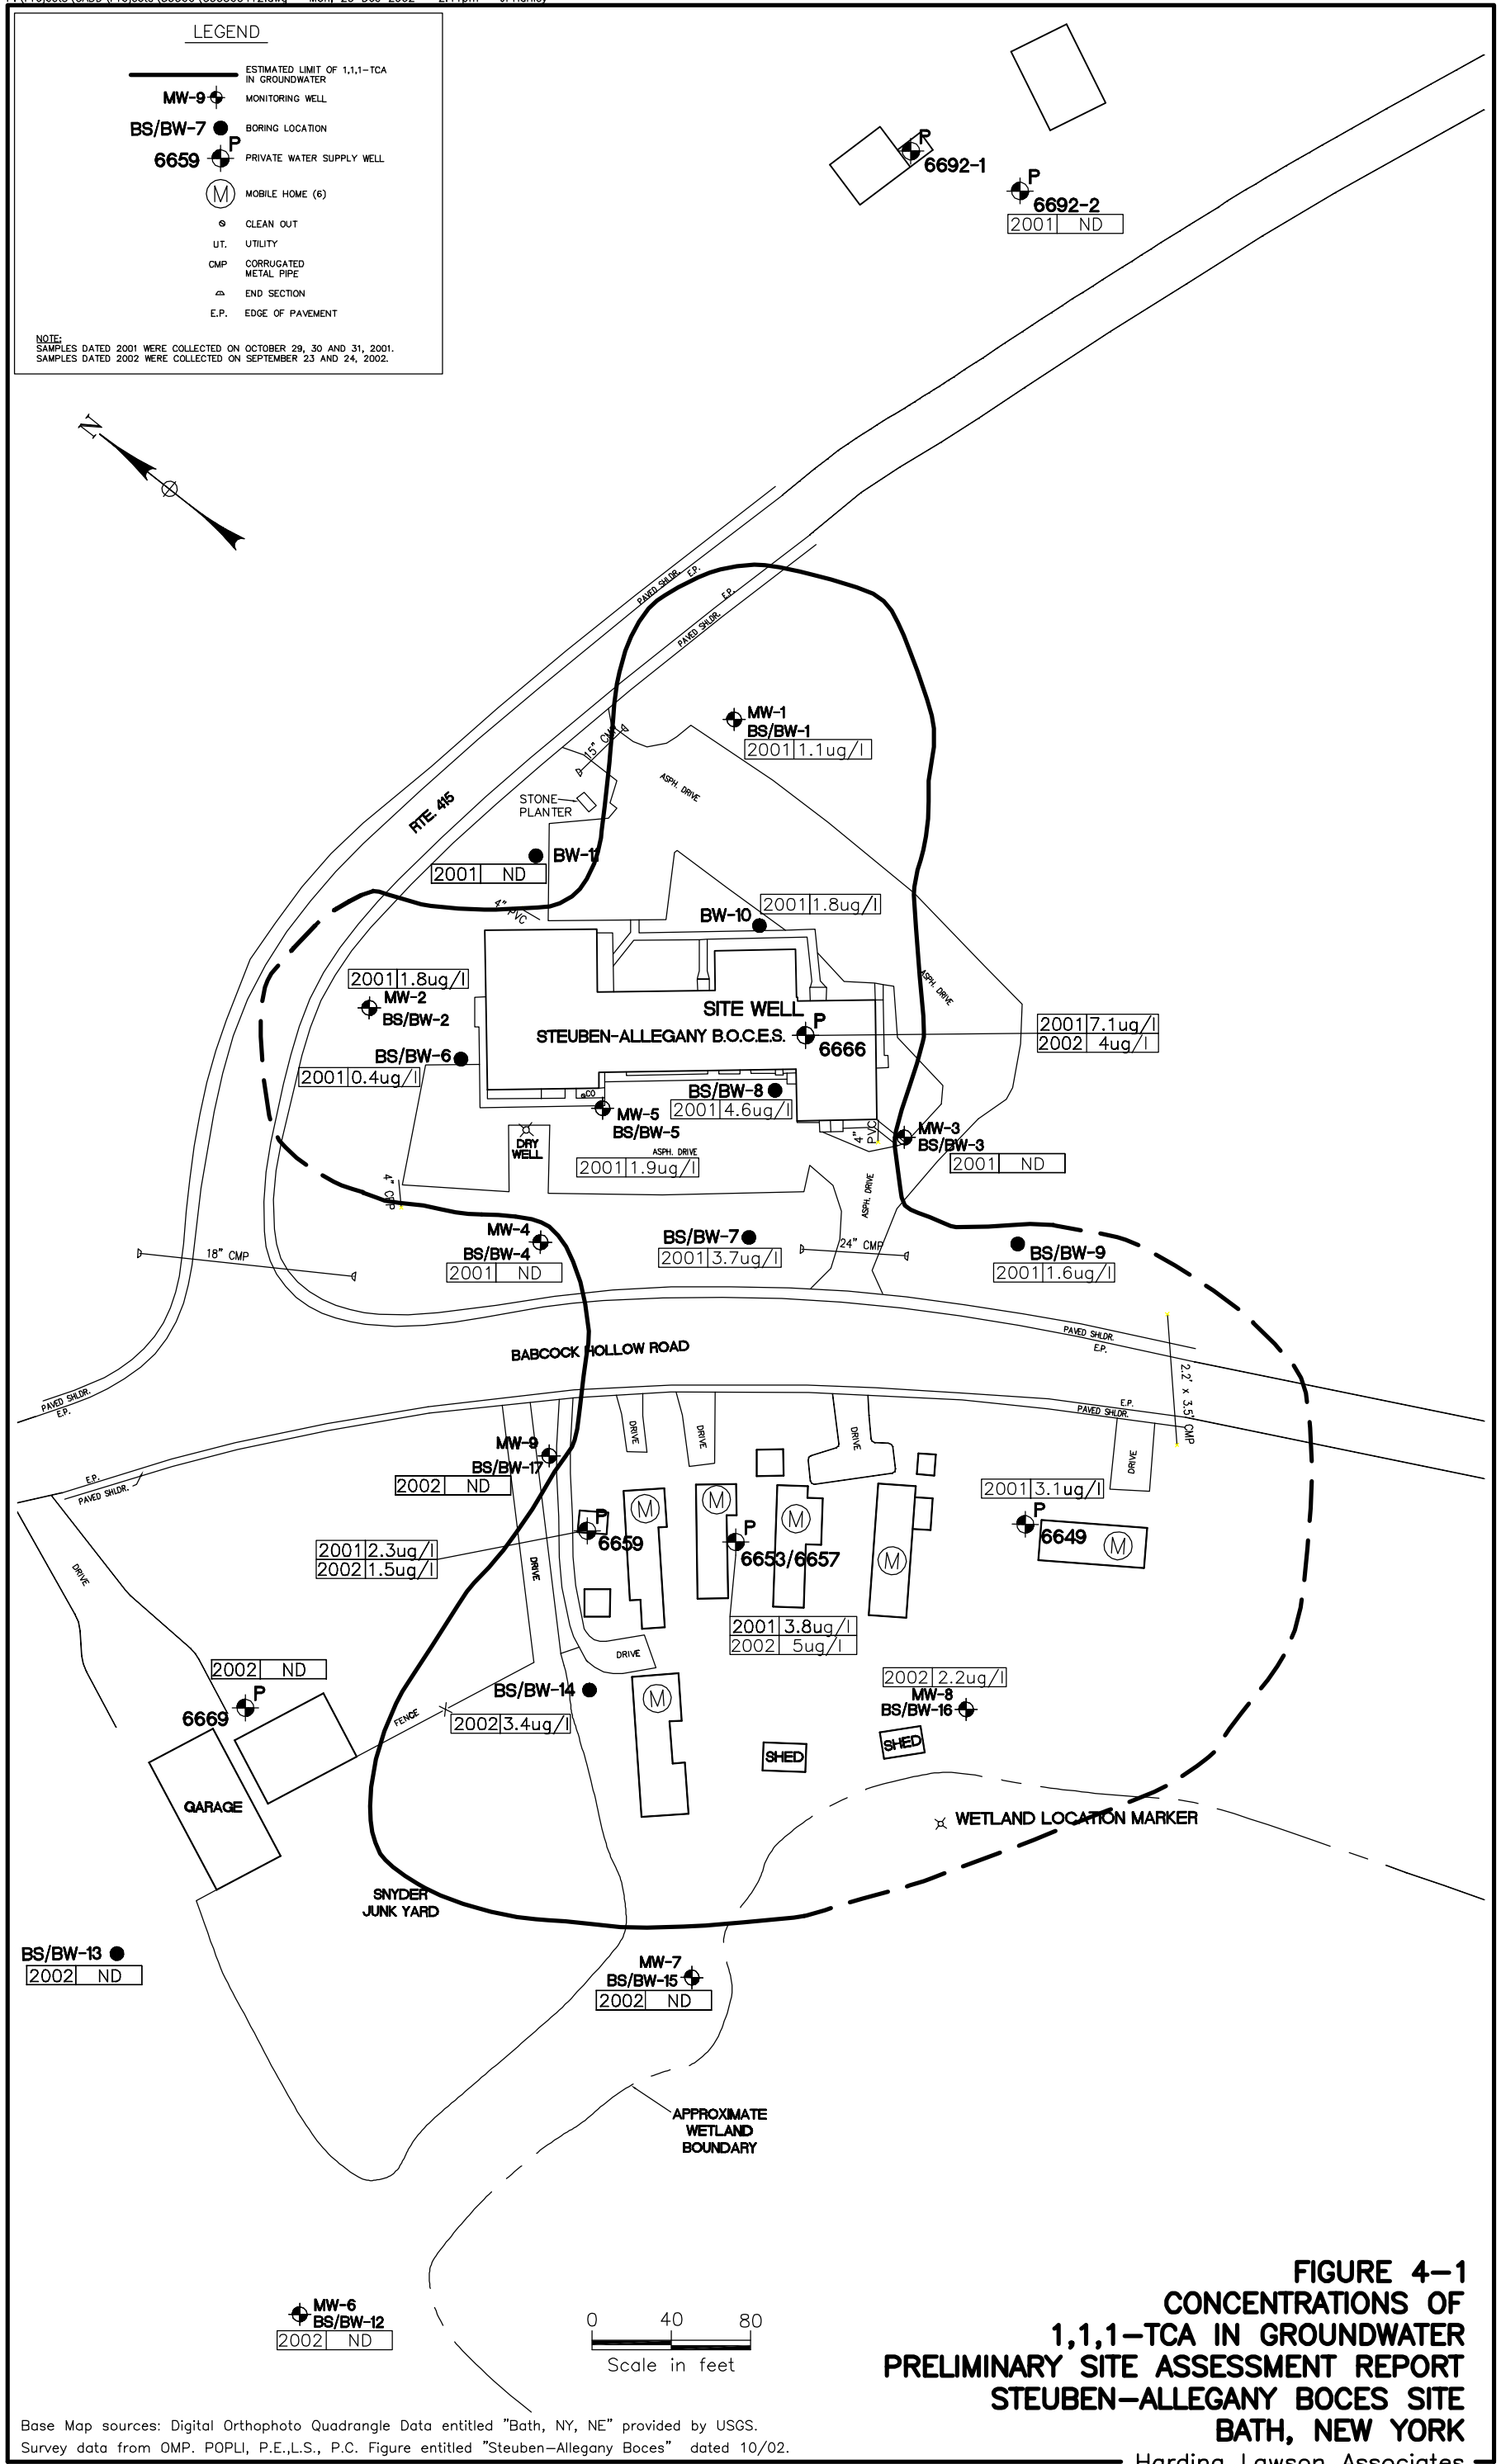 LEGEND
ESTIMATED LIMIT OF 1,1,1-TCA
IN GROUNDWATER
MW-9 MONITORING WELL
BS/BW-7 BORING LOCATION
P
6659 PRIVATE WATER SUPPLY WELL
M MOBILE HOME (6)
CLEAN OUT
UT. UTILITY
CMP CORRUGATED
METAL PIPE
END SECTION
E.P. EDGE OF PAVEMENT
NOTE:
SAMPLES DATED 2001 WERE COLLECTED ON OCTOBER 29, 30 AND 31, 2001.
SAMPLES DATED 2002 WERE COLLECTED ON SEPTEMBER 23 AND 24, 2002.
P
6692-1
P
6692-2
2001 ND
N
PAVED SHLDR.
E.P.
E.P.
PAVED SHLDR.
MW-1
BS/BW-1
2001 1.1ug/l
15" CMP
ASPH. DRIVE
STONE
PLANTER
RTE. 415
BW-11
2001 ND
4" PVC
2001 1.8ug/l
BW-10
2001 1.8ug/l
MW-2
BS/BW-2
ASPH. DRIVE
SITE WELL
P
STEUBEN-ALLEGANY B.O.C.E.S.
6666
2001 7.1ug/l
2002 4ug/l
BS/BW-6
2001 0.4ug/l
CO
BS/BW-8
2001 4.6ug/l
MW-5
BS/BW-5
DRY
WELL
ASPH. DRIVE
2001 1.9ug/l
4" PVC
MW-3
BS/BW-3
2001 ND
ASPH. DRIVE
4" CPP
MW-4
BS/BW-4
2001 ND
BS/BW-7
2001 3.7ug/l
24" CMP
BS/BW-9
2001 1.6ug/l
18" CMP
BABCOCK HOLLOW ROAD
PAVED SHLDR.
E.P.
2.2' x 3.5' CMP
PAVED SHLDR.
E.P.
E.P.
PAVED SHLDR.
E.P.
PAVED SHLDR.
DRIVE
DRIVE
DRIVE
DRIVE
MW-9
BS/BW-17
2002 ND
2001 3.1ug/l
P
6649
M
P
6659
2001 2.3ug/l
2002 1.5ug/l
M
M
P
6653/6657
M
M
DRIVE
DRIVE
2001 3.8ug/l
2002 5ug/l
DRIVE
2002 ND
P
6669
BS/BW-14
2002 3.4ug/l
FENCE
M
2002 2.2ug/l
MW-8
BS/BW-16
SHED
SHED
GARAGE
WETLAND LOCATION MARKER
SNYDER
JUNK YARD
BS/BW-13
2002 ND
MW-7
BS/BW-15
2002 ND
APPROXIMATE
WETLAND
BOUNDARY
MW-6
BS/BW-12
2002 ND
0 40 80
Scale in feet
FIGURE 4-1
CONCENTRATIONS OF
1,1,1-TCA IN GROUNDWATER
PRELIMINARY SITE ASSESSMENT REPORT
STEUBEN-ALLEGANY BOCES SITE
BATH, NEW YORK
Harding Lawson Associates
Base Map sources: Digital Orthophoto Quadrangle Data entitled "Bath, NY, NE" provided by USGS.
Survey data from OMP. POPLI, P.E.,L.S., P.C. Figure entitled "Steuben-Allegany Boces" dated 10/02.